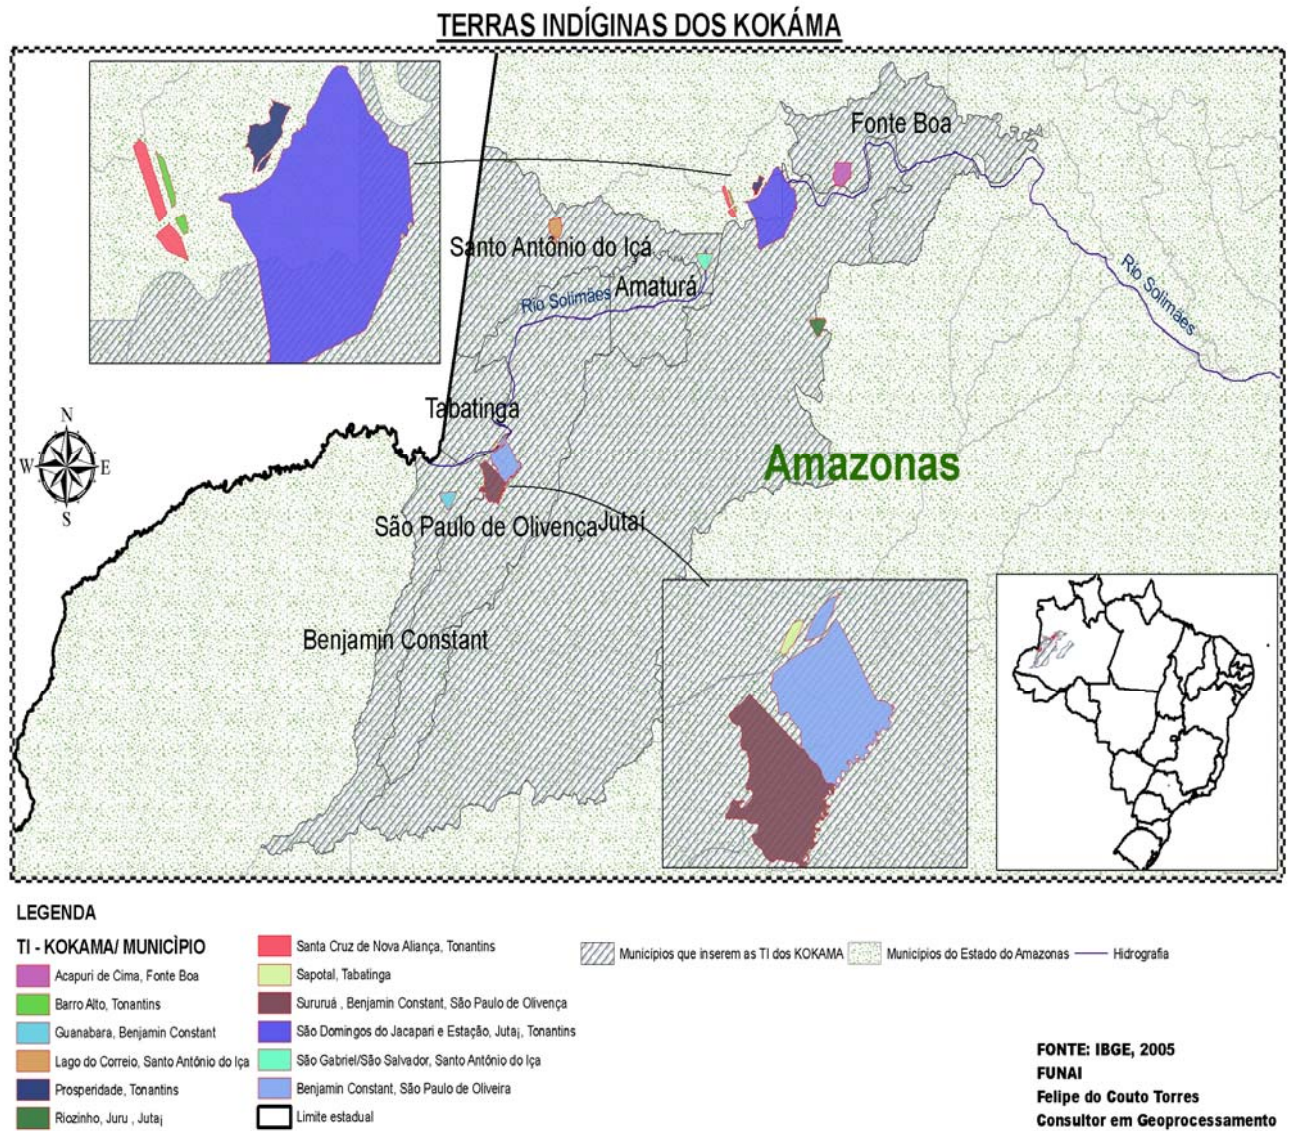 TERRAS INDÍGINAS DOS KOKÁMA
Fonte Boa
Santo Antônio do Içá
Amaturá
Rio Solimães
Rio Solimães
Tabatinga
N
W E
S
Amazonas
São Paulo de Olivença
Jutaí
Benjamin Constant
LEGENDA
TI - KOKAMA/ MUNICÌPIO
Acapuri de Cima, Fonte Boa
Barro Alto, Tonantins
Guanabara, Benjamin Constant
Lago do Correio, Santo Antônio do Iça
Prosperidade, Tonantins
Riozinho, Juru , Juta¡
Santa Cruz de Nova Aliança, Tonantins
Sapotal, Tabatinga
Sururuá , Benjamin Constant, São Paulo de Olivença
São Domingos do Jacapari e Estação, Juta¡, Tonantins
São Gabriel/São Salvador, Santo Antônio do Iça
Benjamin Constant, São Paulo de Oliveira
Limite estadual
Municípios que inserem as TI dos KOKAMA
Municípios do Estado do Amazonas
Hidrografia
FONTE: IBGE, 2005
FUNAI
Felipe do Couto Torres
Consultor em Geoprocessamento